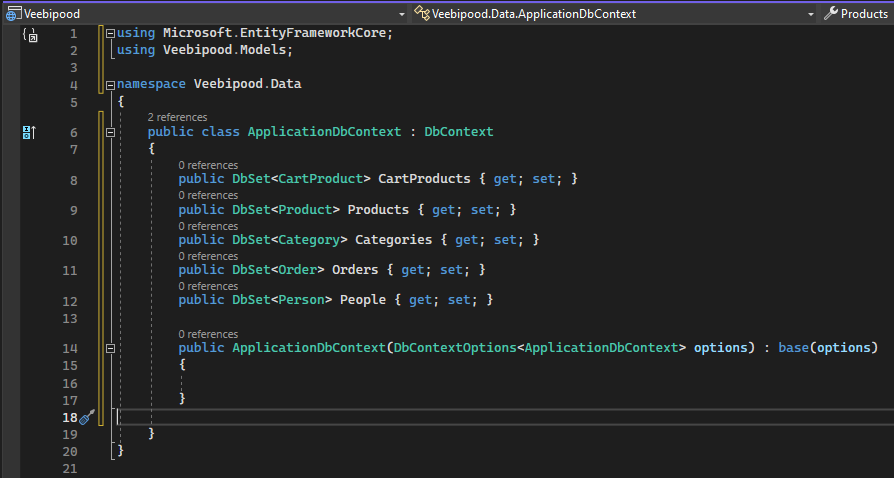 Veebipood Veebipood.Data.ApplicationDbContext Products
1 using Microsoft.EntityFrameworkCore;
2 using Veebipood.Models;
3
4 namespace Veebipood.Data
5 {
2 references
6 public class ApplicationDbContext : DbContext
7 {
0 references
8 public DbSet<CartProduct> CartProducts { get; set; }
0 references
9 public DbSet<Product> Products { get; set; }
0 references
10 public DbSet<Category> Categories { get; set; }
0 references
11 public DbSet<Order> Orders { get; set; }
0 references
12 public DbSet<Person> People { get; set; }
13
0 references
14 public ApplicationDbContext(DbContextOptions<ApplicationDbContext> options) : base(options)
15 {
16
17 }
18
19 }
20 }
21